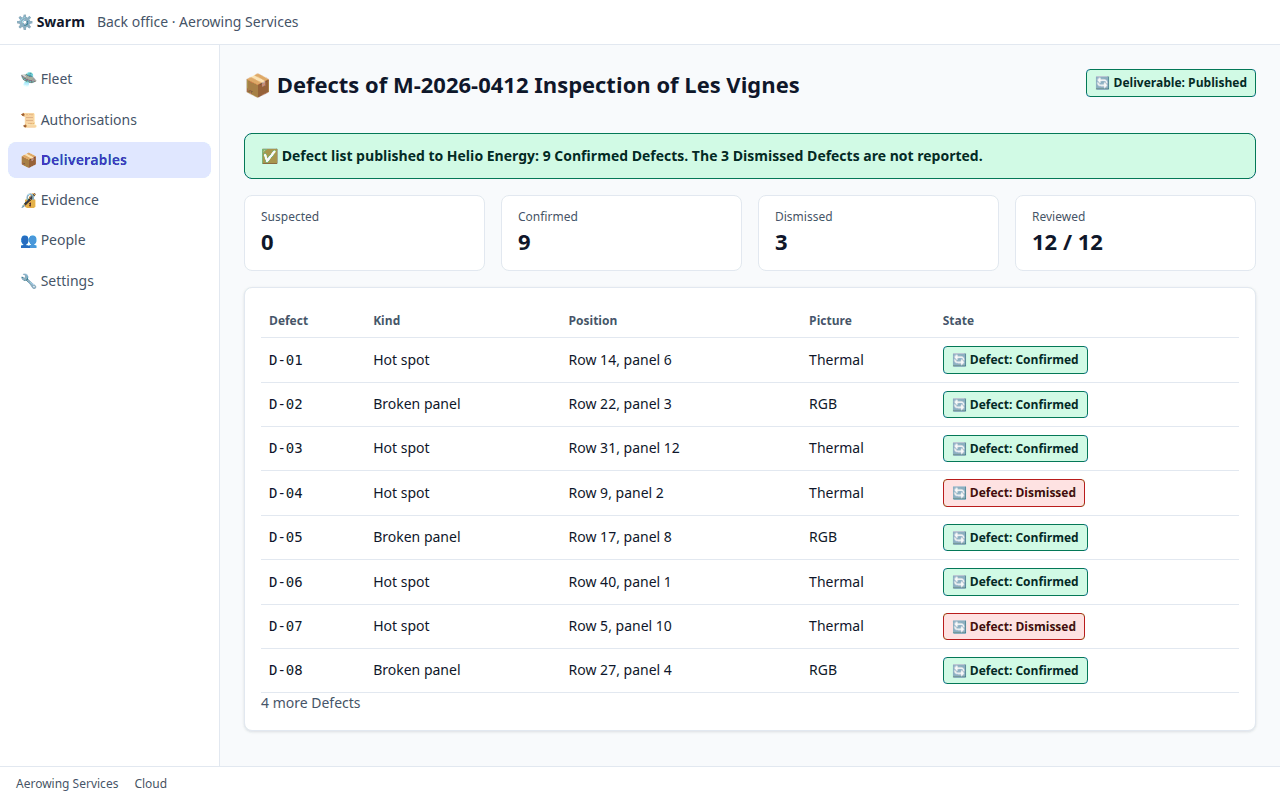 ⚙️ Swarm Back office · Aerowing Services
🛸 Fleet
📜 Authorisations
📦 Deliverables
🔏 Evidence
👥 People
🔧 Settings
📦 Defects of M-2026-0412 Inspection of Les Vignes
🔄 Deliverable: Published
✅ Defect list published to Helio Energy: 9 Confirmed Defects. The 3 Dismissed Defects are not reported.
Suspected
0
Confirmed
9
Dismissed
3
Reviewed
12 / 12
Defect Kind Position Picture State
D-01 Hot spot Row 14, panel 6 Thermal 🔄 Defect: Confirmed
D-02 Broken panel Row 22, panel 3 RGB 🔄 Defect: Confirmed
D-03 Hot spot Row 31, panel 12 Thermal 🔄 Defect: Confirmed
D-04 Hot spot Row 9, panel 2 Thermal 🔄 Defect: Dismissed
D-05 Broken panel Row 17, panel 8 RGB 🔄 Defect: Confirmed
D-06 Hot spot Row 40, panel 1 Thermal 🔄 Defect: Confirmed
D-07 Hot spot Row 5, panel 10 Thermal 🔄 Defect: Dismissed
D-08 Broken panel Row 27, panel 4 RGB 🔄 Defect: Confirmed
4 more Defects
Aerowing Services Cloud